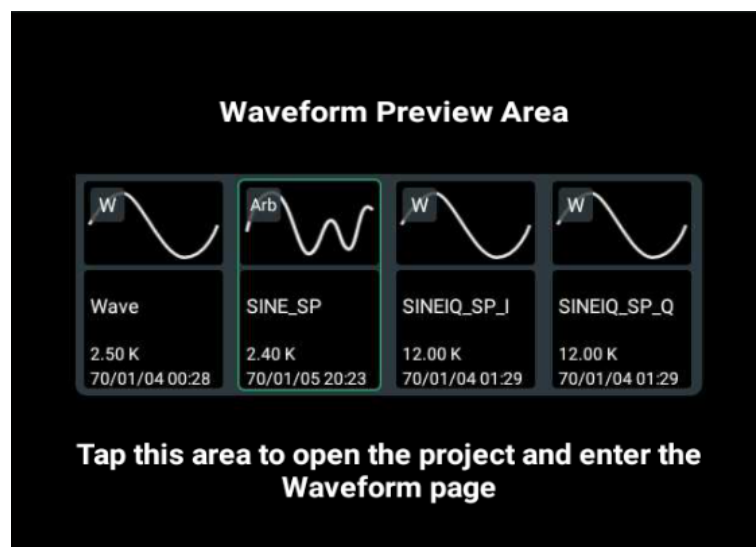 Waveform Preview Area
W
Arb
W
W
Wave
SINE_SP
SINEIQ_SP_I
SINEIQ_SP_Q
2.50 K
2.40 K
12.00 K
12.00 K
70/01/04 00:28
70/01/05 20:23
70/01/04 01:29
70/01/04 01:29
Tap this area to open the project and enter the
Waveform page